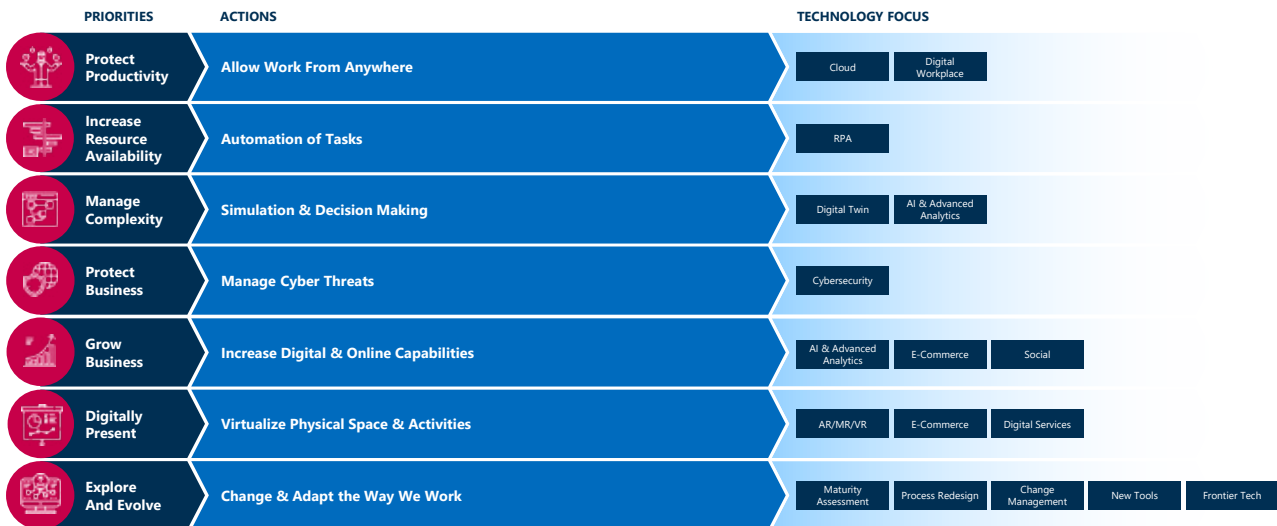 PRIORITIES ACTIONS TECHNOLOGY FOCUS
Protect
Productivity
Allow Work From Anywhere
Cloud
Digital
Workplace
Increase
Resource
Availability
Automation of Tasks
RPA
Manage
Complexity
Simulation & Decision Making
Digital Twin
AI & Advanced
Analytics
Protect
Business
Manage Cyber Threats
Cybersecurity
Grow
Business
Increase Digital & Online Capabilities
AI & Advanced
Analytics
E-Commerce
Social
Digitally
Present
Virtualize Physical Space & Activities
AR/MR/VR
E-Commerce
Digital Services
Explore
And Evolve
Change & Adapt the Way We Work
Maturity
Assessment
Process Redesign
Change
Management
New Tools
Frontier Tech